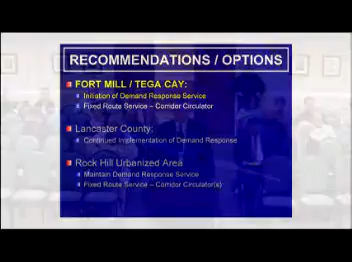 RECOMMENDATIONS / OPTIONS
FORT MILL / TEGA CAY:
Initiation of Demand Response Service
Fixed Route Service – Corridor Circulator
Lancaster County:
Continued Implementation of Demand Response
Rock Hill Urbanized Area
Maintain Demand Response Service
Fixed Route Service – Corridor Circulator(s)